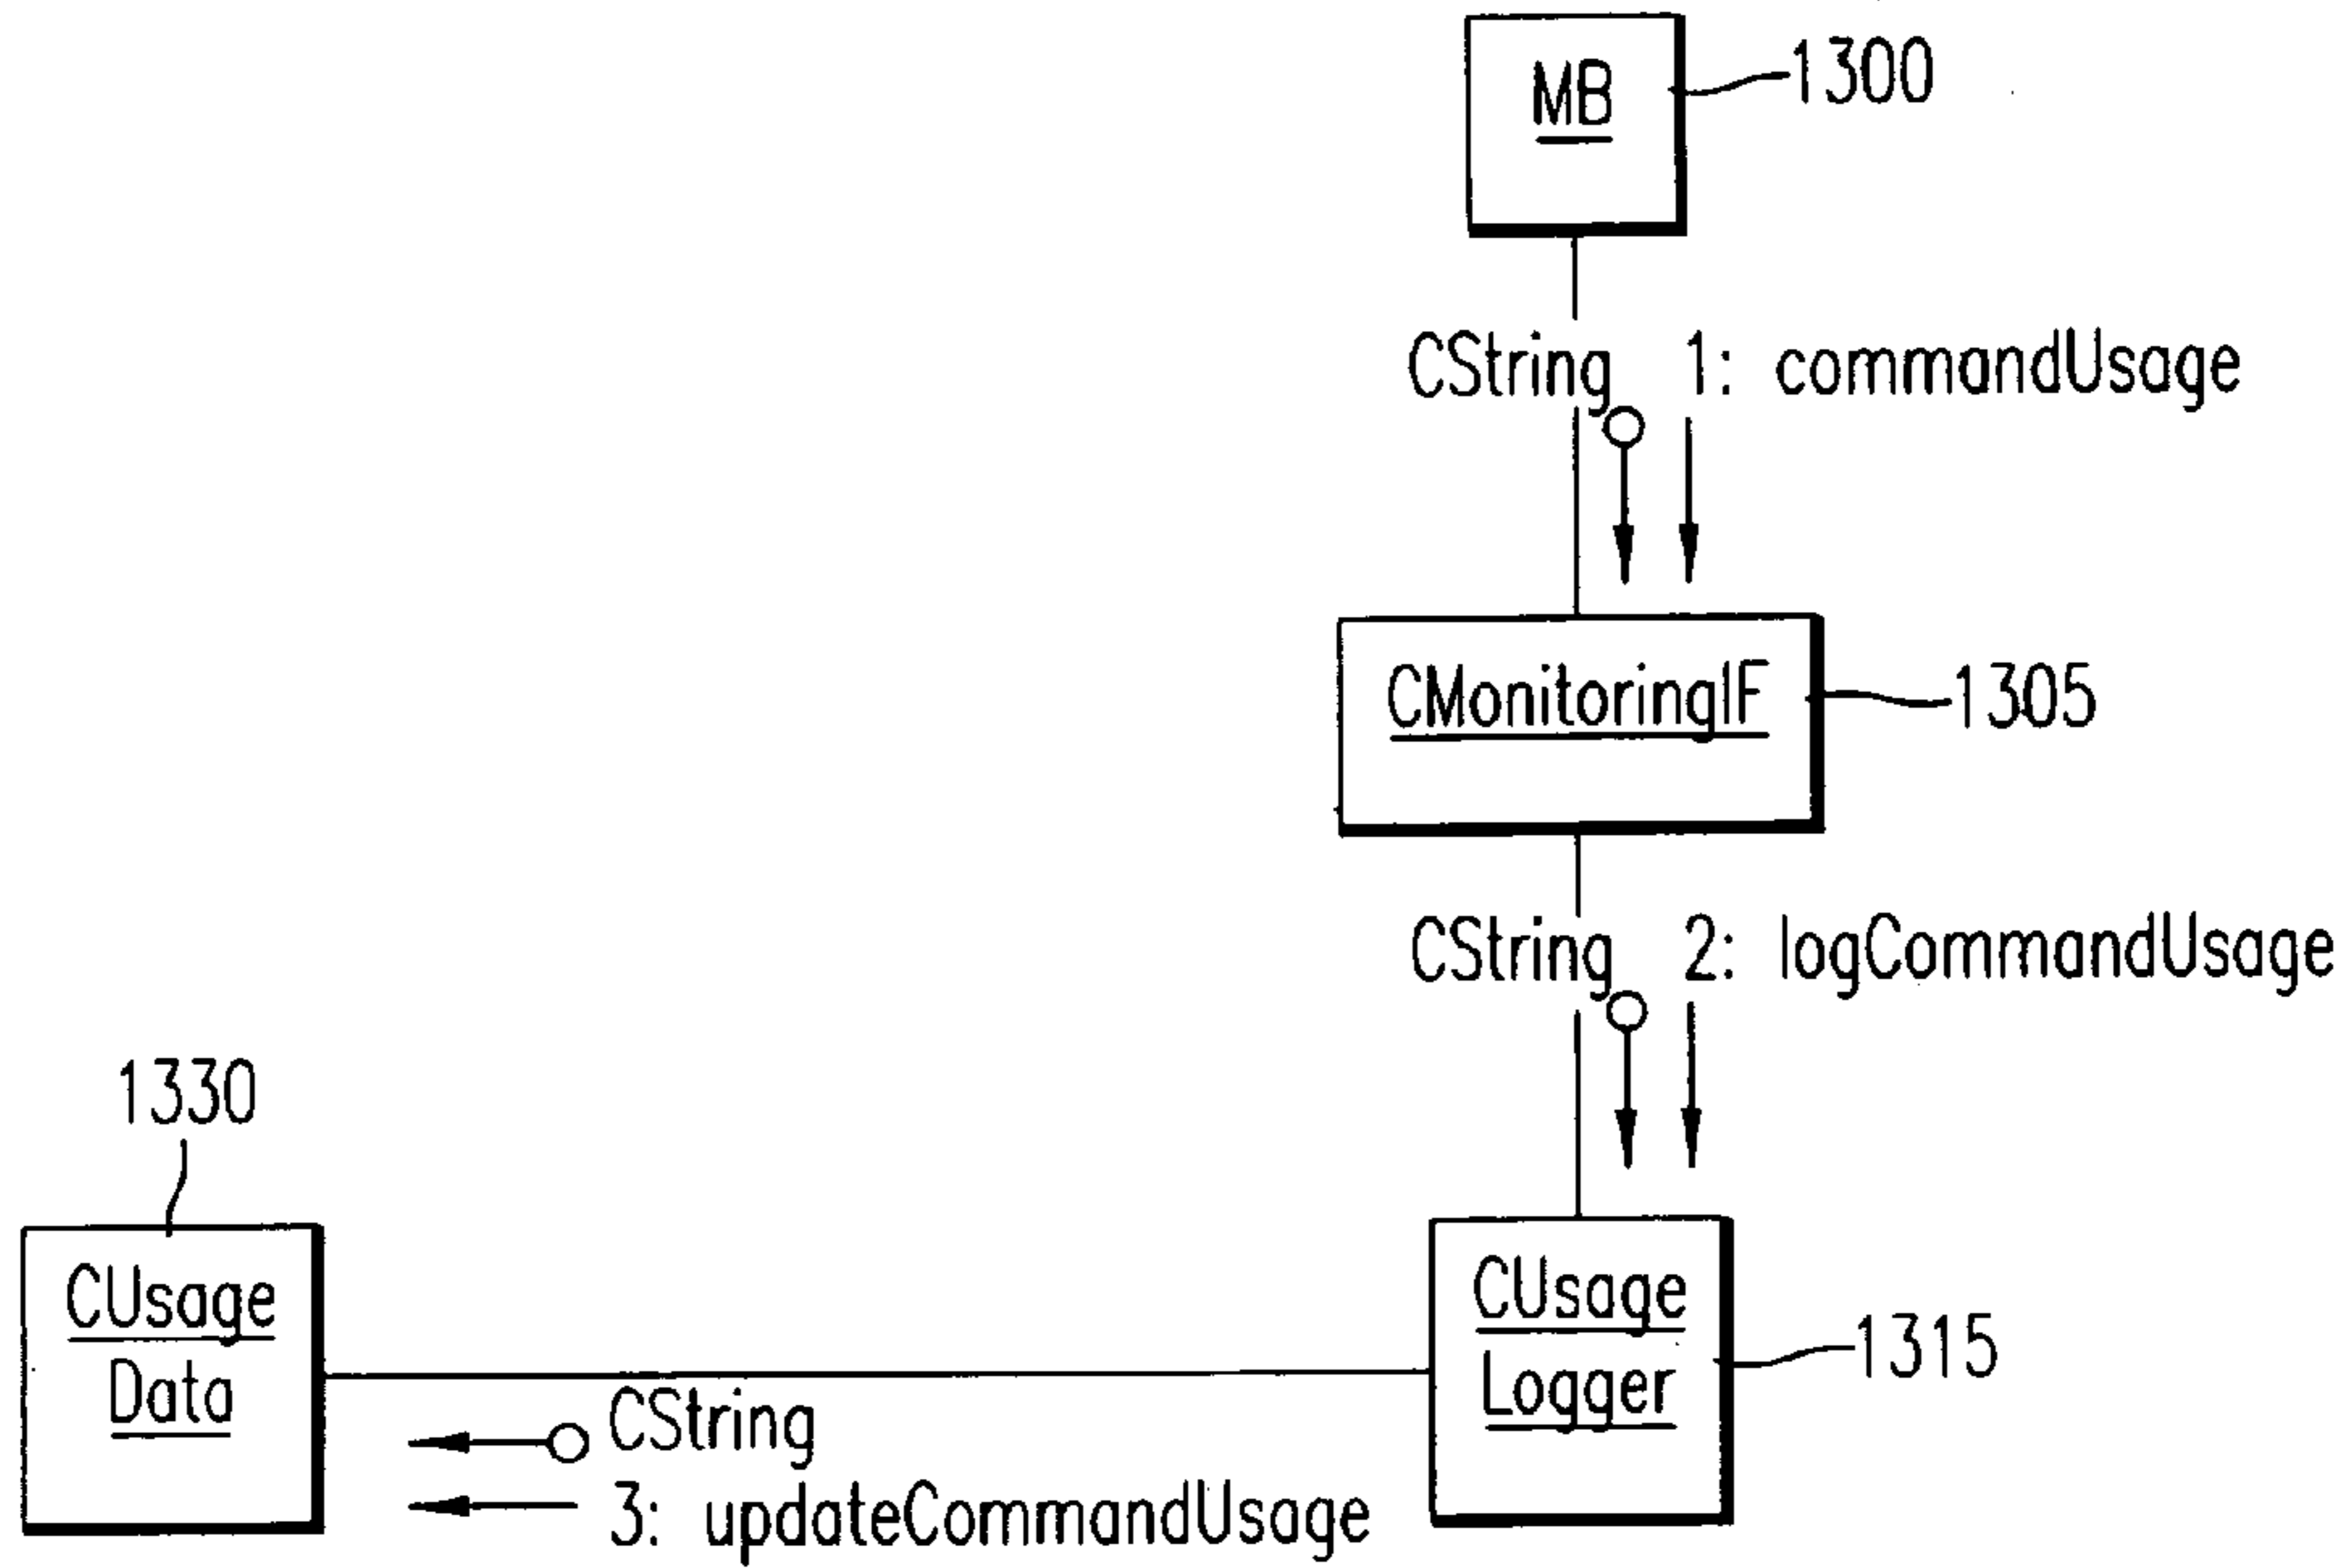 MB
1300
CString 1: commandUsage
CMonitoringIF
1305
CString 2: logCommandUsage
1330
CUsage
Data
CUsage
Logger
1315
CString
3: updateCommandUsage